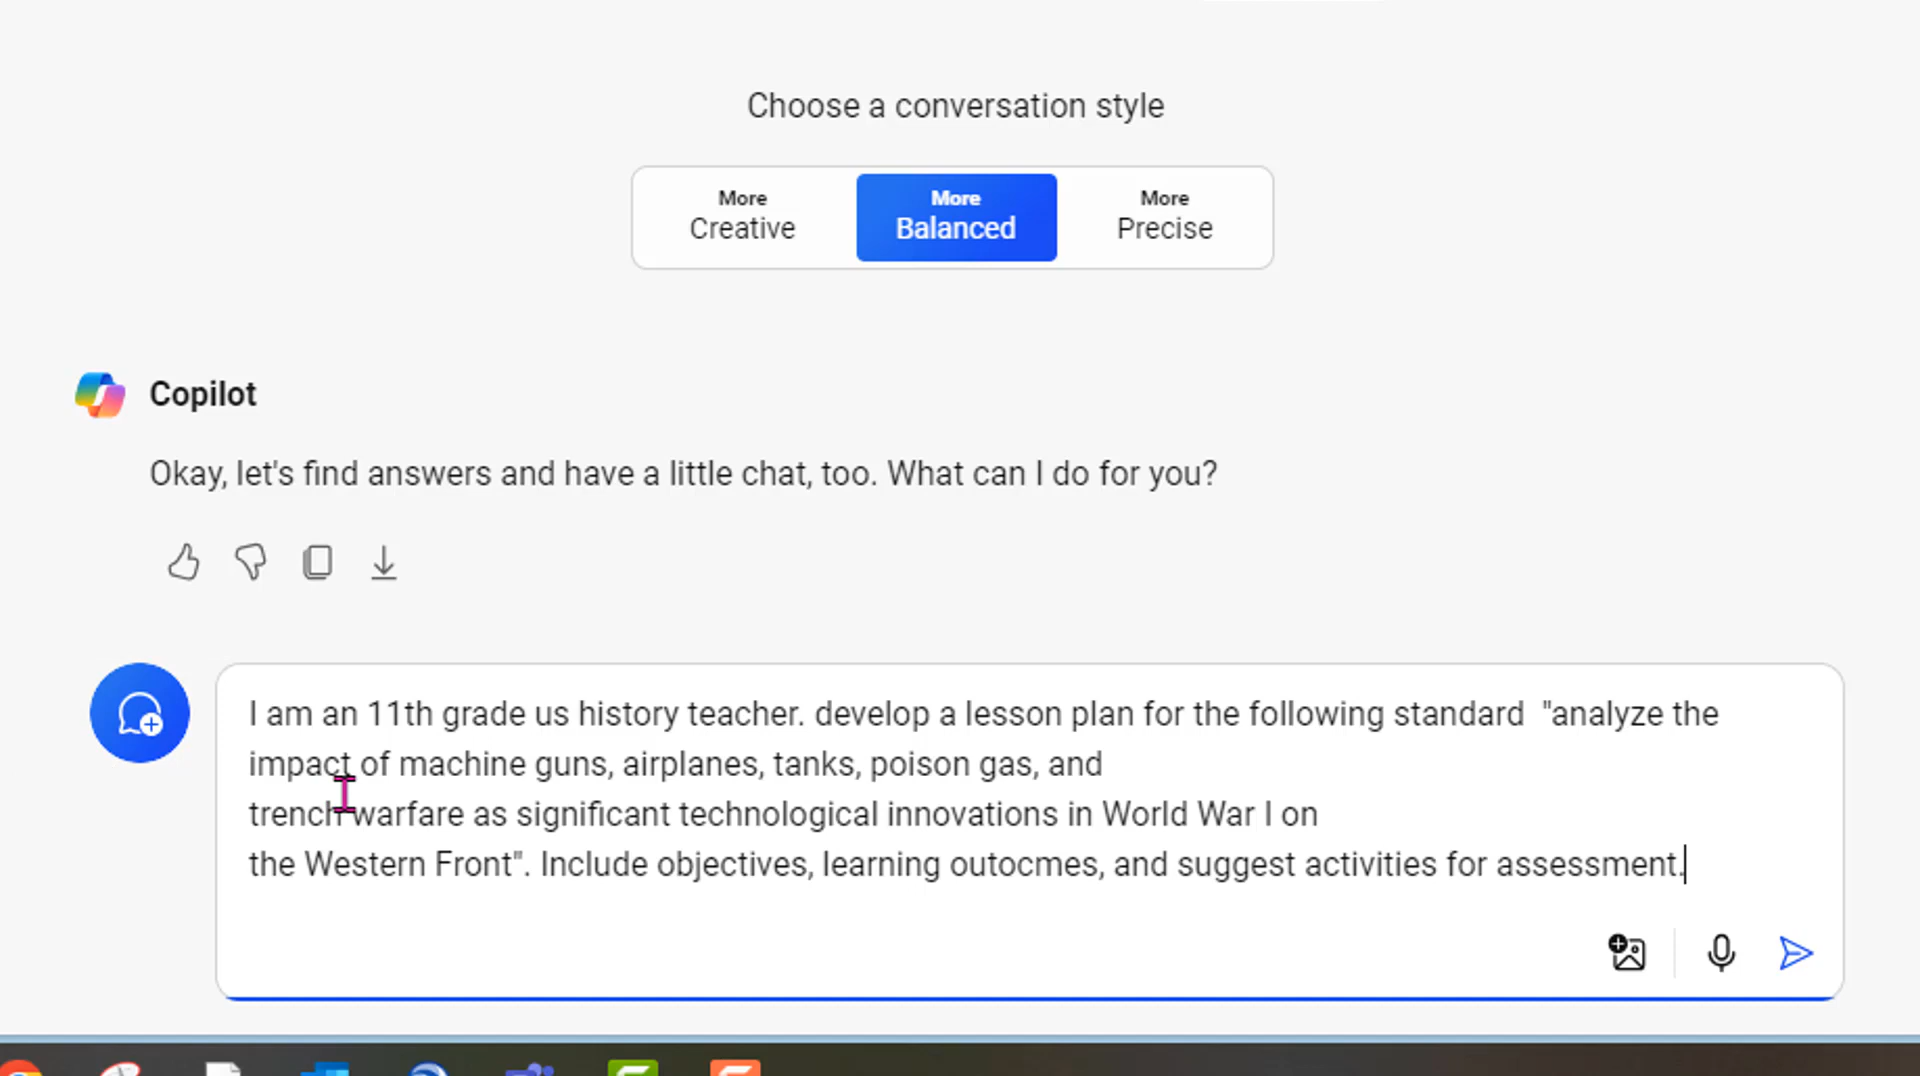 Choose a conversation style
More
Creative
More
Balanced
More
Precise
Copilot
Okay, let's find answers and have a little chat, too. What can I do for you?
I am an 11th grade us history teacher. develop a lesson plan for the following standard  "analyze the
impact of machine guns, airplanes, tanks, poison gas, and
trench warfare as significant technological innovations in World War I on
the Western Front". Include objectives, learning outocmes, and suggest activities for assessment.